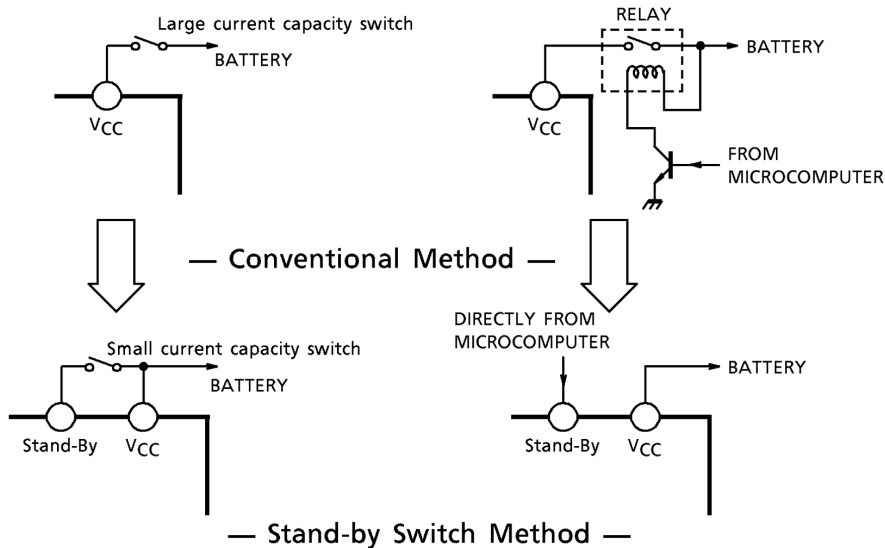 Large current capacity switch
BATTERY
VCC
RELAY
BATTERY
VCC
FROM
MICROCOMPUTER
— Conventional Method —
Small current capacity switch
BATTERY
Stand-By
VCC
DIRECTLY FROM
MICROCOMPUTER
BATTERY
Stand-By
VCC
— Stand-by Switch Method —